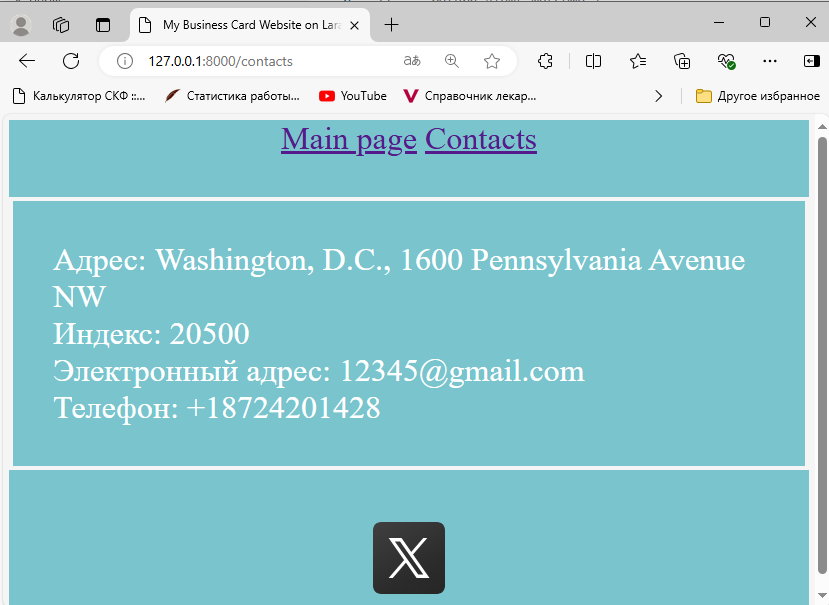 My Business Card Website on Lara
127.0.0.1:8000/contacts
Калькулятор СКФ ::...
Статистика работы...
YouTube
Справочник лекар...
Другое избранное
Main page Contacts
Адрес: Washington, D.C., 1600 Pennsylvania Avenue
NW
Индекс: 20500
Электронный адрес: 12345@gmail.com
Телефон: +18724201428